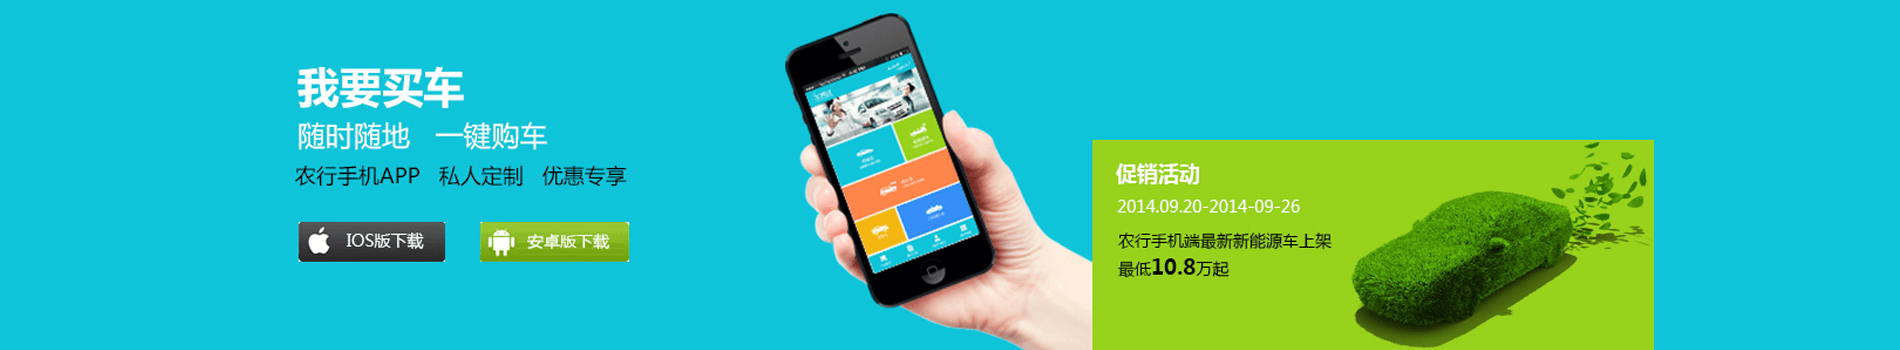 我要买车
随时随地 一键购车
农行手机APP 私人定制 优惠专享
IOS版下载
安卓版下载
促销活动
2014.09.20-2014-09-26
农行手机端最新新能源车上架
最低10.8万起